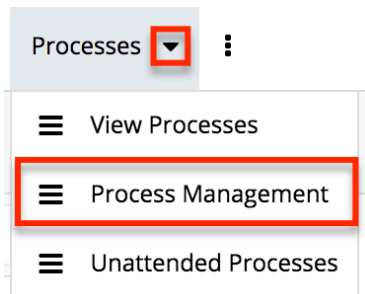 Processes
View Processes
Process Management
Unattended Processes